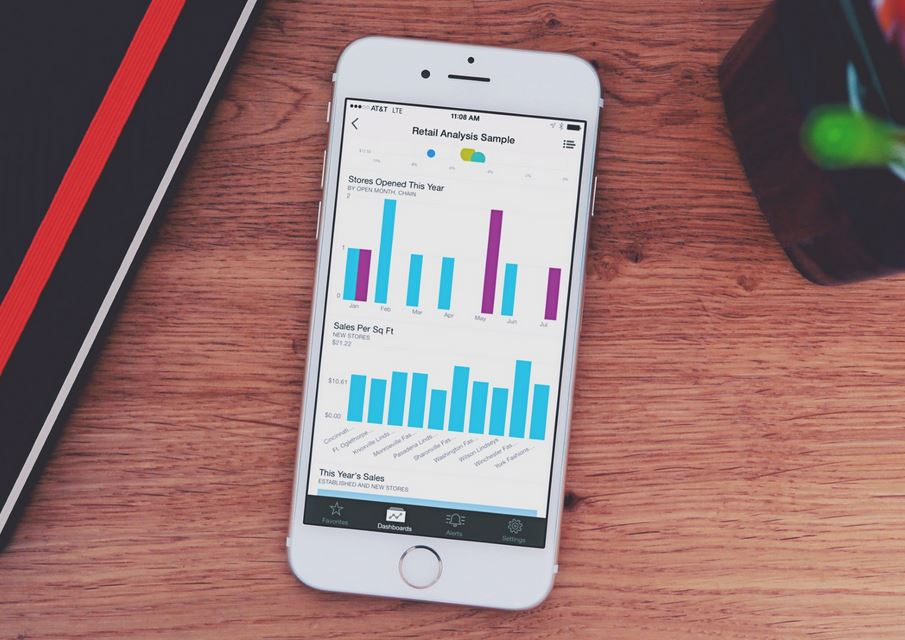 AT&T LTE
11:08 AM
Retail Analysis Sample
Stores Opened This Year
BY OPEN MONTH, CHAIN
2
1
0
Jan Feb Mar Apr May Jun Jul
Sales Per Sq Ft
NEW STORES
$21.22
$10.61
$0.00
Cincinnati...
Ft. Oglethorpe...
Knoxville Linds...
Monroeville Fas...
Pasadena Linds...
Sharonville Fas...
Washington Fas...
Wilson Lindseys
Winchester Fas...
York Fashions...
This Year's Sales
ESTABLISHED AND NEW STORES
Favorites Dashboards Alerts Settings